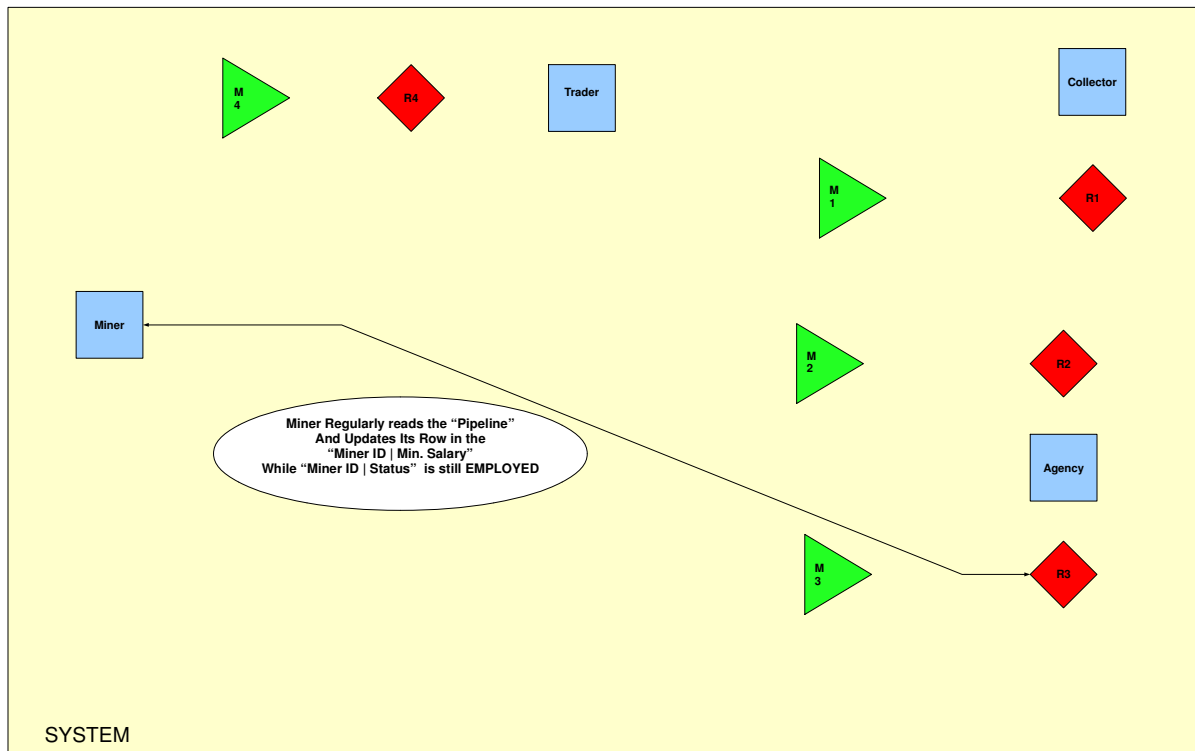 M
4
R4
Trader
Collector
M
1
R1
Miner
M
2
R2
Miner Regularly reads the “Pipeline”
And Updates Its Row in the
“Miner ID | Min. Salary”
While “Miner ID | Status”  is still EMPLOYED
Agency
M
3
R3
SYSTEM